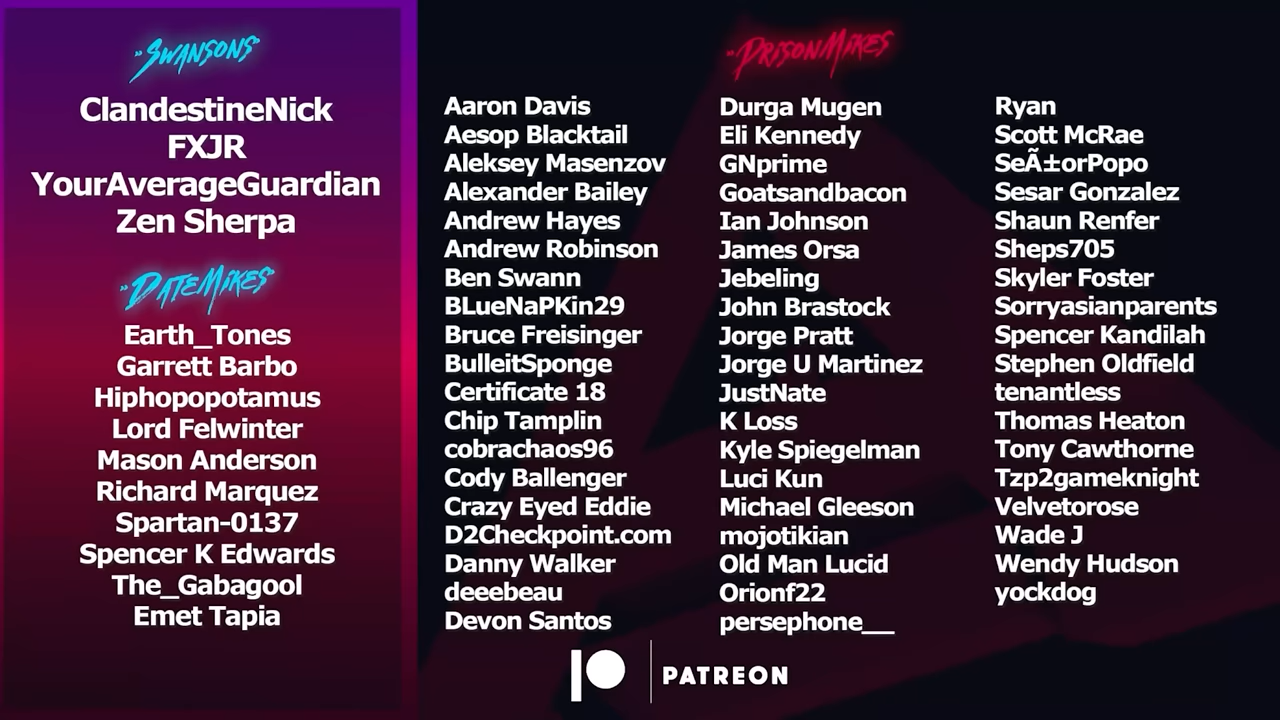 "Swansons"
ClandestineNick
FXJR
YourAverageGuardian
Zen Sherpa
"DateMikes"
Earth_Tones
Garrett Barbo
Hiphopopotamus
Lord Felwinter
Mason Anderson
Richard Marquez
Spartan-0137
Spencer K Edwards
The_Gabagool
Emet Tapia
"PrisonMikes"
Aaron Davis
Aesop Blacktail
Aleksey Masenzov
Alexander Bailey
Andrew Hayes
Andrew Robinson
Ben Swann
BLueNaPKin29
Bruce Freisinger
BulleitSponge
Certificate 18
Chip Tamplin
cobrachaos96
Cody Ballenger
Crazy Eyed Eddie
D2Checkpoint.com
Danny Walker
deeebeau
Devon Santos
Durga Mugen
Eli Kennedy
GNprime
Goatsandbacon
Ian Johnson
James Orsa
Jebeling
John Brastock
Jorge Pratt
Jorge U Martinez
JustNate
K Loss
Kyle Spiegelman
Luci Kun
Michael Gleeson
mojotikian
Old Man Lucid
Orionf22
persephone__
Ryan
Scott McRae
SeÃ±orPopo
Sesar Gonzalez
Shaun Renfer
Sheps705
Skyler Foster
Sorryasianparents
Spencer Kandilah
Stephen Oldfield
tenantless
Thomas Heaton
Tony Cawthorne
Tzp2gameknight
Velvetorose
Wade J
Wendy Hudson
yockdog
PATREON